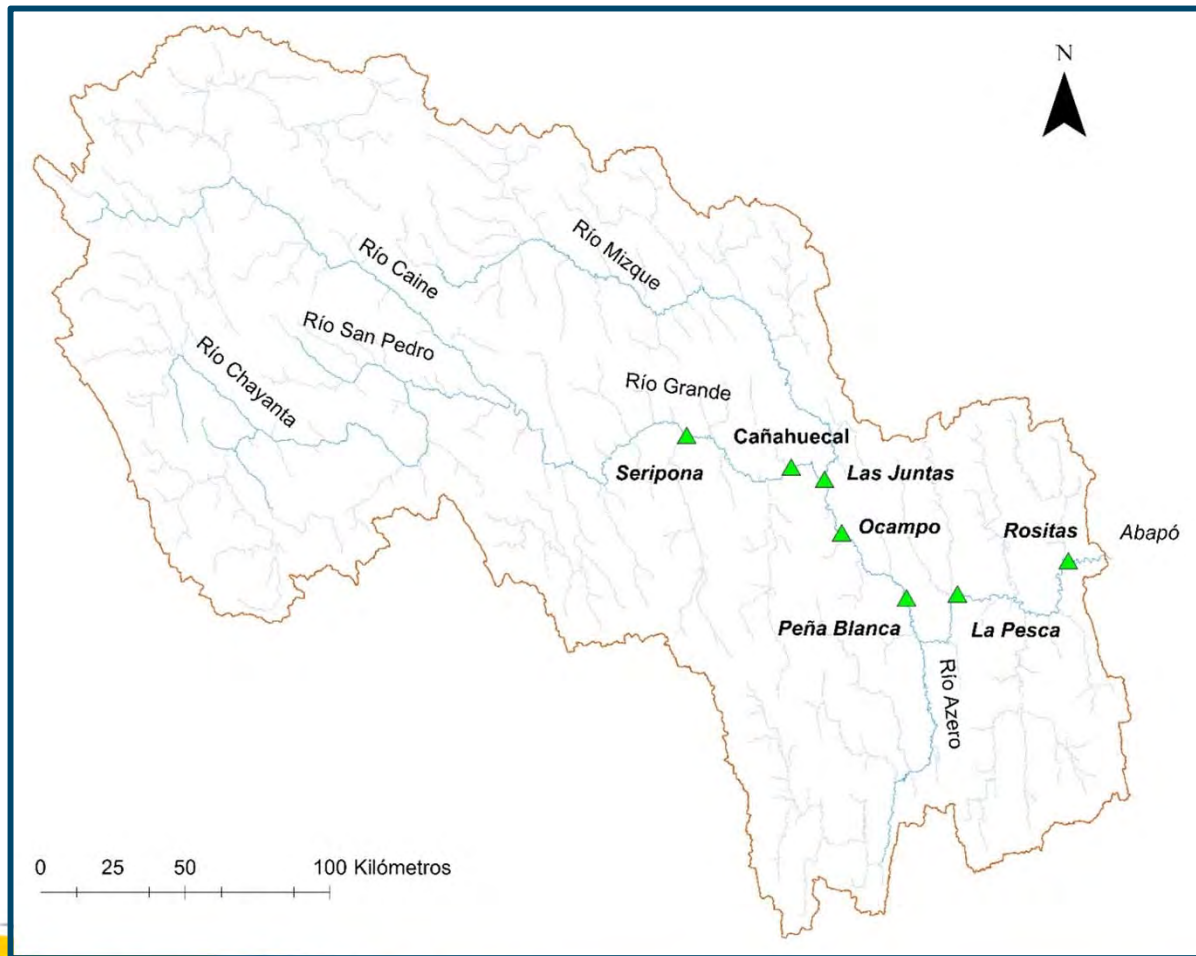 N
Río Mizque
Río Caine
Río San Pedro
Río Chayanta
Río Grande
Cañahuecal
Seripona
Las Juntas
Ocampo
Rositas
Abapó
Peña Blanca
La Pesca
Río Azero
0 25 50 100 Kilómetros